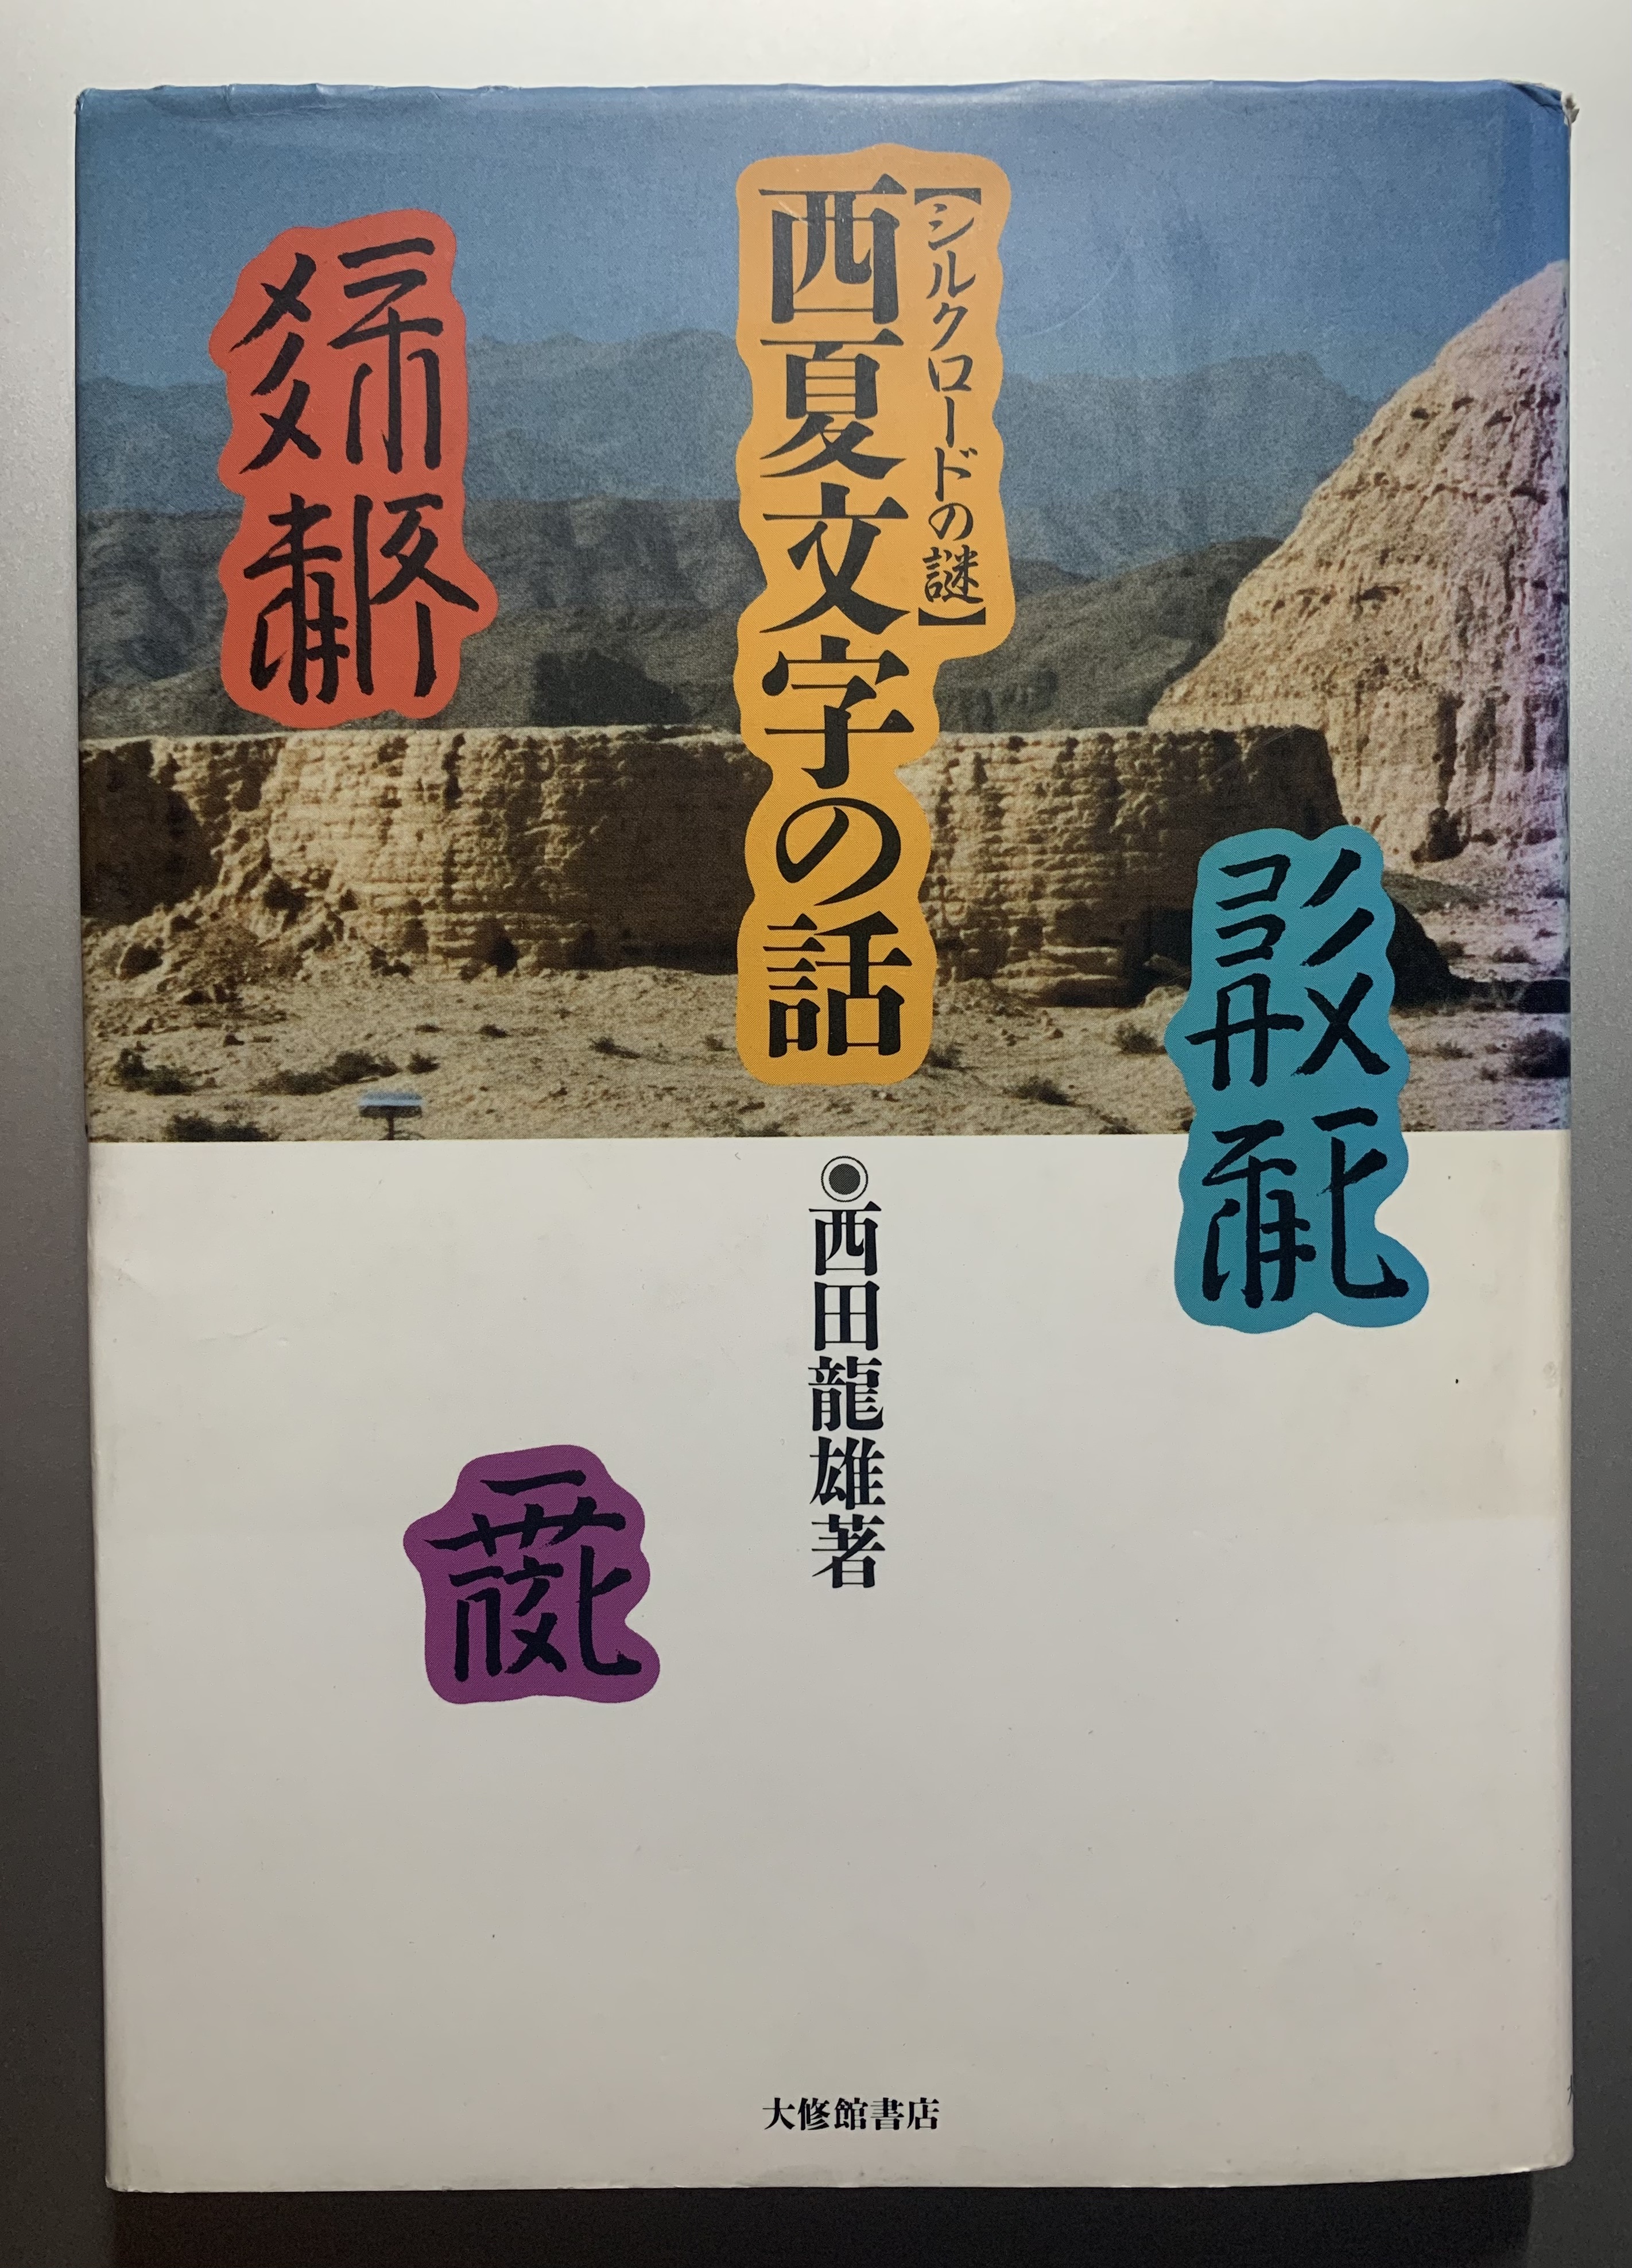 【シルクロードの謎】
西夏文字の話
◉西田龍雄著
大修館書店